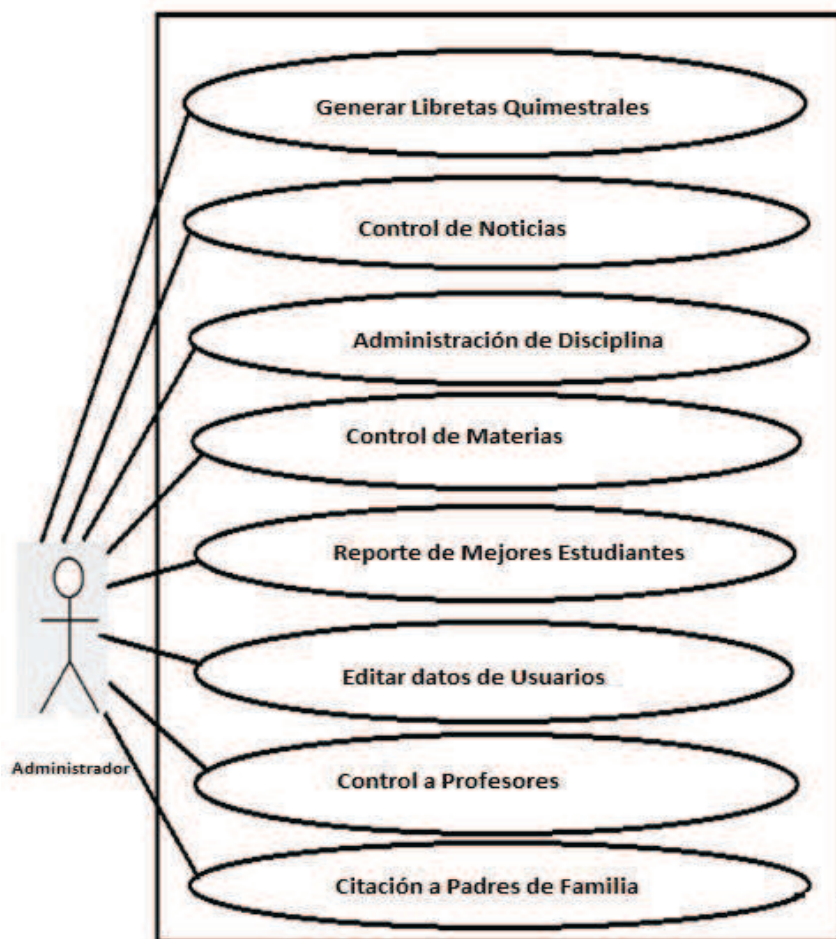 Generar Libretas Quimestrales
Control de Noticias
Administración de Disciplina
Control de Materias
Reporte de Mejores Estudiantes
Editar datos de Usuarios
Administrador
Control a Profesores
Citación a Padres de Familia